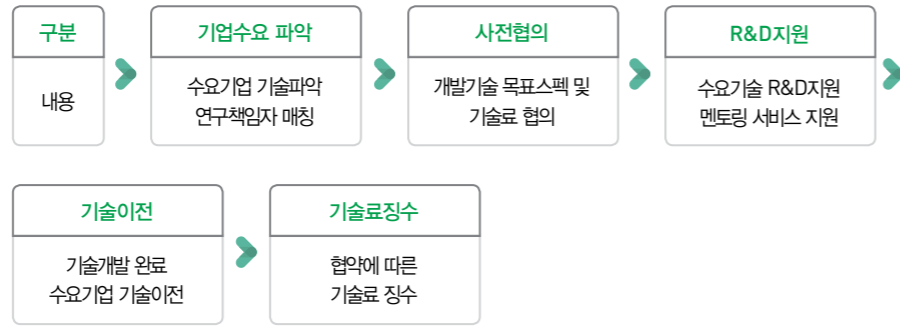 구분
내용
기업수요 파악
수요기업 기술파악
연구책임자 매칭
사전협의
개발기술 목표스펙 및
기술료 협의
R&D지원
수요기술 R&D지원
멘토링 서비스 지원
기술이전
기술개발 완료
수요기업 기술이전
기술료징수
협약에 따른
기술료 징수